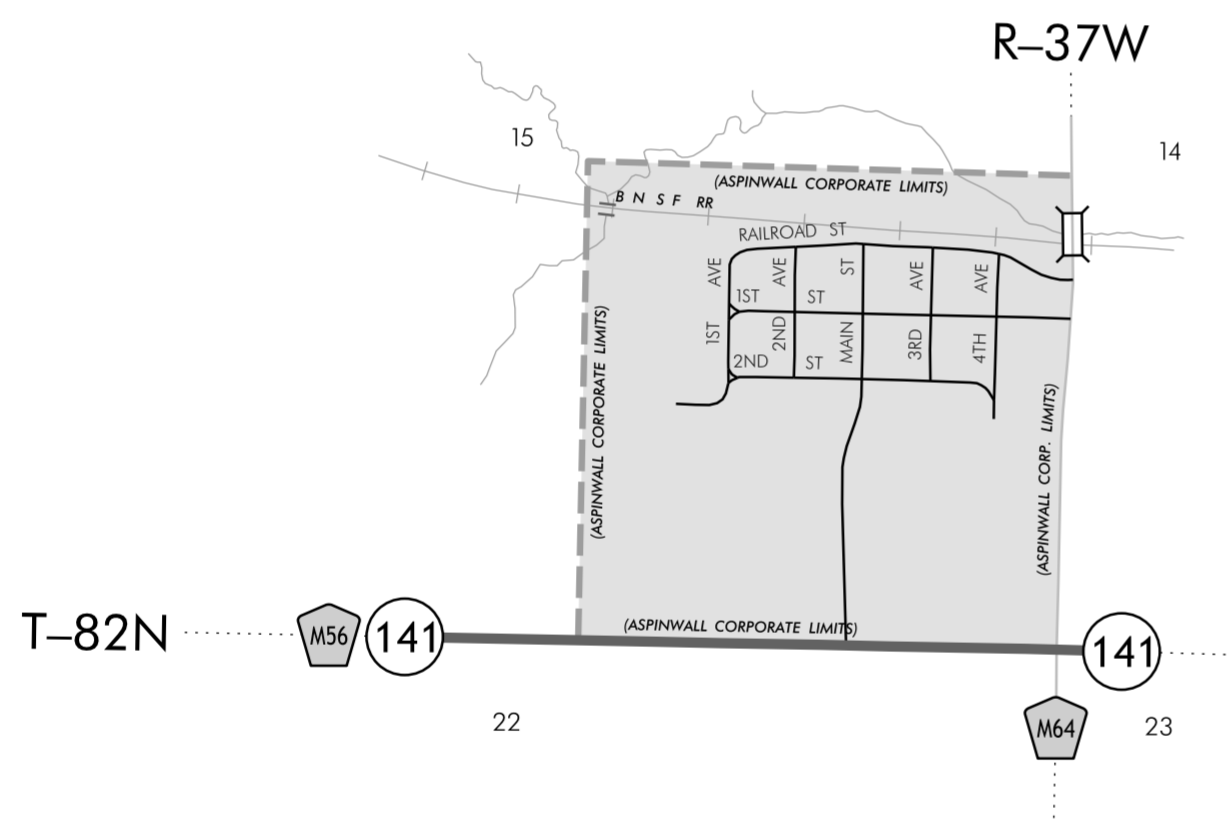 R–37W
15
14
(ASPINWALL CORPORATE LIMITS)
B N S F RR
RAILROAD ST
1ST AVE
2ND AVE
MAIN ST
3RD AVE
4TH AVE
1ST ST
2ND ST
(ASPINWALL CORPORATE LIMITS)
(ASPINWALL CORP. LIMITS)
(ASPINWALL CORPORATE LIMITS)
T–82N
M56
141
141
22
M64
23